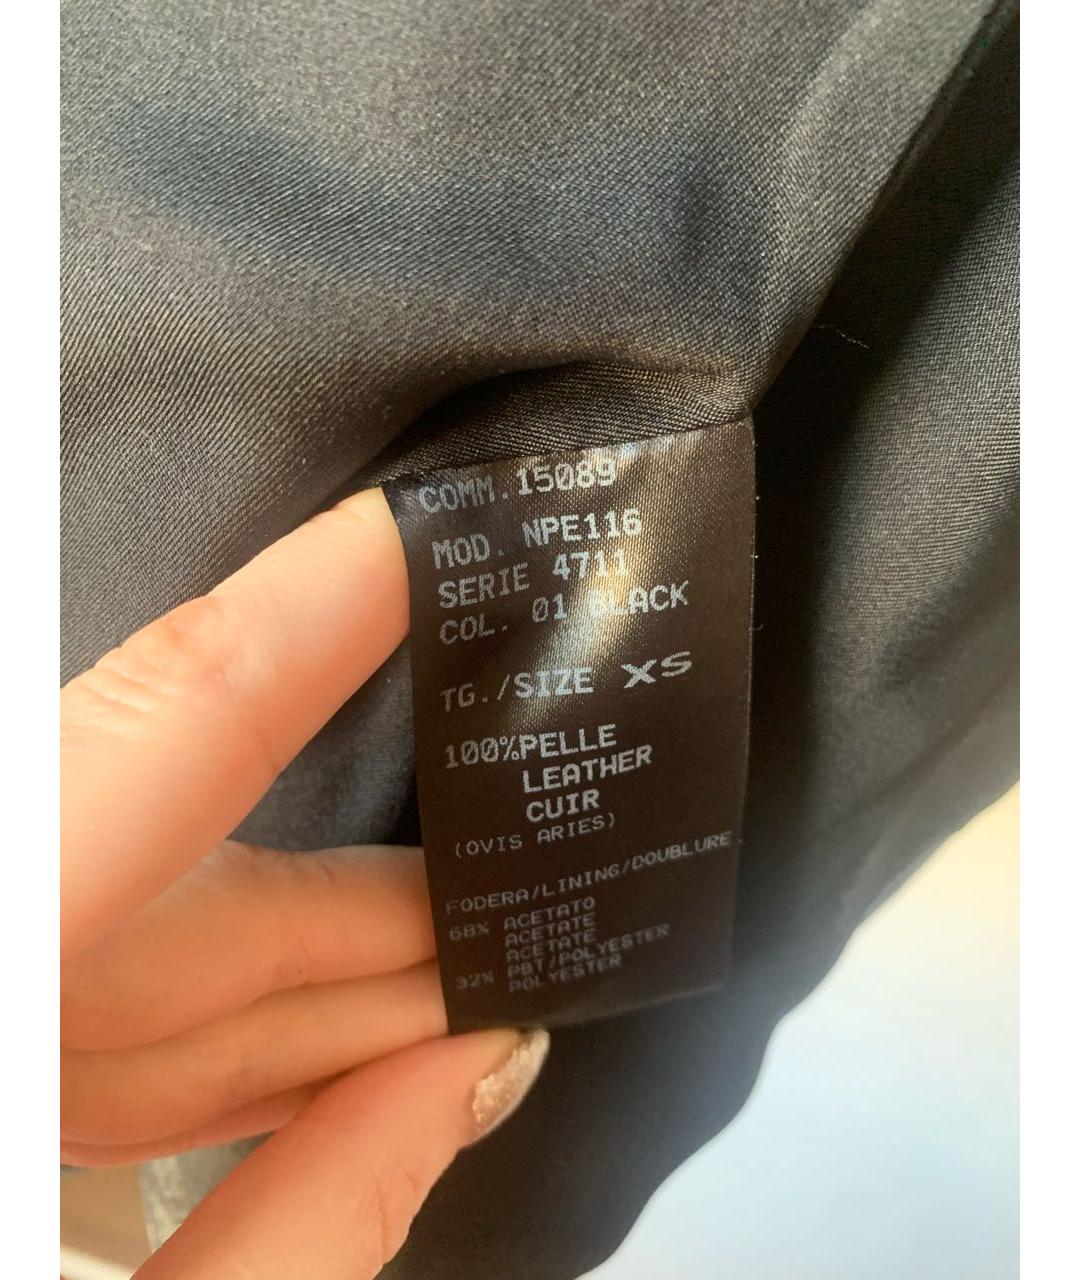 COMM.15089
MOD. NPE116
SERIE 4711
COL. 01 BLACK
TG./SIZE XS
100%PELLE
LEATHER
CUIR
(OVIS ARIES)
FODERA/LINING/DOUBLURE
68% ACETATO
ACETATE
ACETATE
32% PBT/POLYESTER
POLYESTER